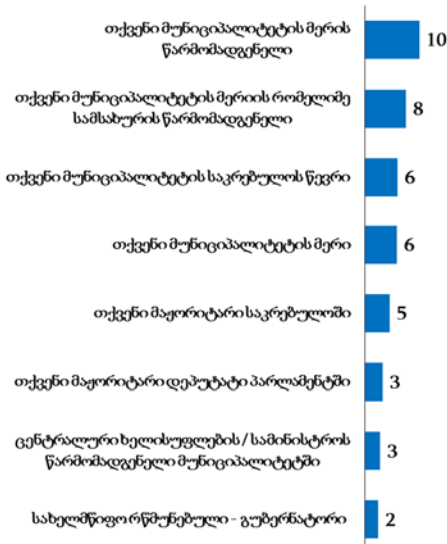 თქვენი მუნიციპალიტეტის მერის
წარმომადგენელი
10
თქვენი მუნიციპალიტეტის მერიის რომელიმე
სამსახურის წარმომადგენელი
8
თქვენი მუნიციპალიტეტის საკრებულოს წევრი
6
თქვენი მუნიციპალიტეტის მერი
6
თქვენი მაჟორიტარი საკრებულოში
5
თქვენი მაჟორიტარი დეპუტატი პარლამენტში
3
ცენტრალური ხელისუფლების / სამინისტროს
წარმომადგენელი მუნიციპალიტეტში
3
სახელმწიფო რწმუნებული - გუბერნატორი
2